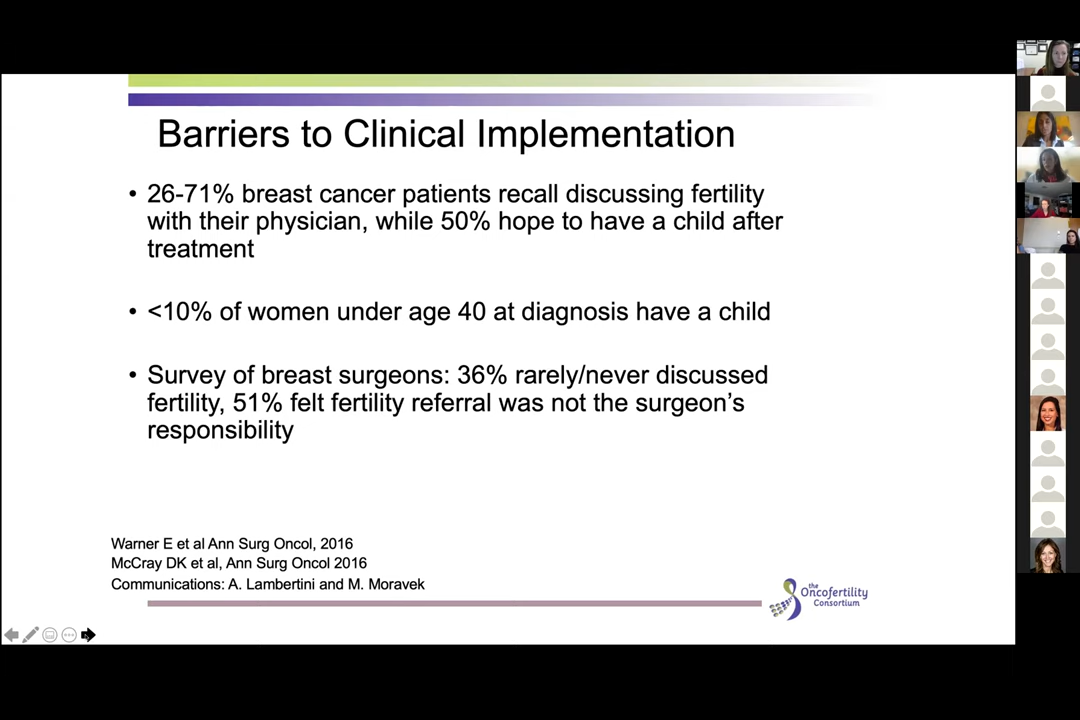 Barriers to Clinical Implementation
• 26-71% breast cancer patients recall discussing fertility
with their physician, while 50% hope to have a child after
treatment
• <10% of women under age 40 at diagnosis have a child
• Survey of breast surgeons: 36% rarely/never discussed
fertility, 51% felt fertility referral was not the surgeon’s
responsibility
Warner E et al Ann Surg Oncol, 2016
McCray DK et al, Ann Surg Oncol 2016
Communications: A. Lambertini and M. Moravek
the
Oncofertility
Consortium